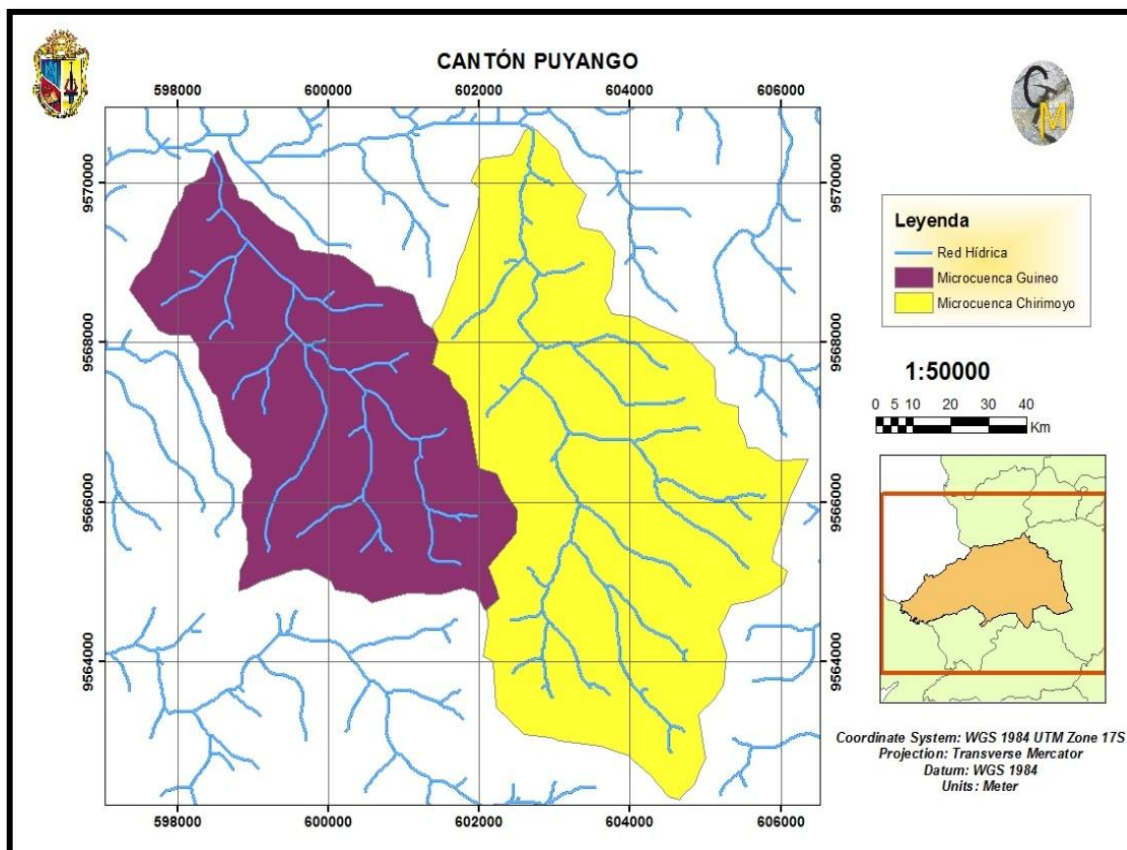 CANTÓN PUYANGO
598000 600000 602000 604000 606000
9570000
9568000
9566000
9564000
9570000
9568000
9566000
9564000
598000 600000 602000 604000 606000
G
M
Leyenda
Red Hídrica
Microcuenca Guineo
Microcuenca Chirimoyo
1:50000
0 5 10 20 30 40
Km
Coordinate System: WGS 1984 UTM Zone 17S
Projection: Transverse Mercator
Datum: WGS 1984
Units: Meter